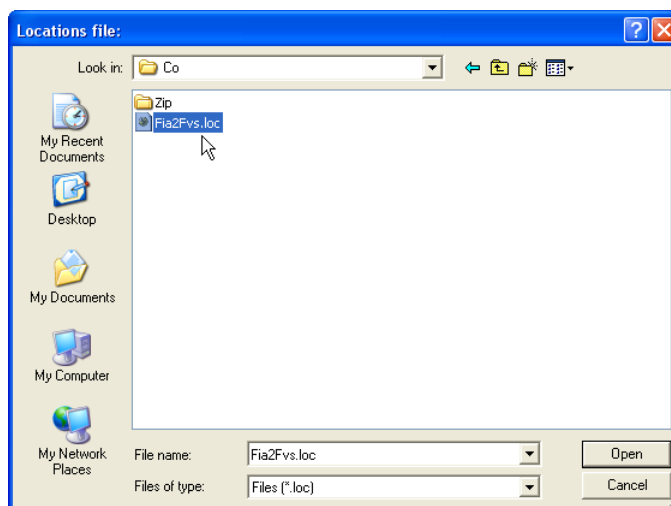 Locations file:
Look in:
Co
Zip
Fia2Fvs.loc
My Recent
Documents
Desktop
My Documents
My Computer
My Network
Places
File name:
Fia2Fvs.loc
Open
Files of type:
Files (*.loc)
Cancel